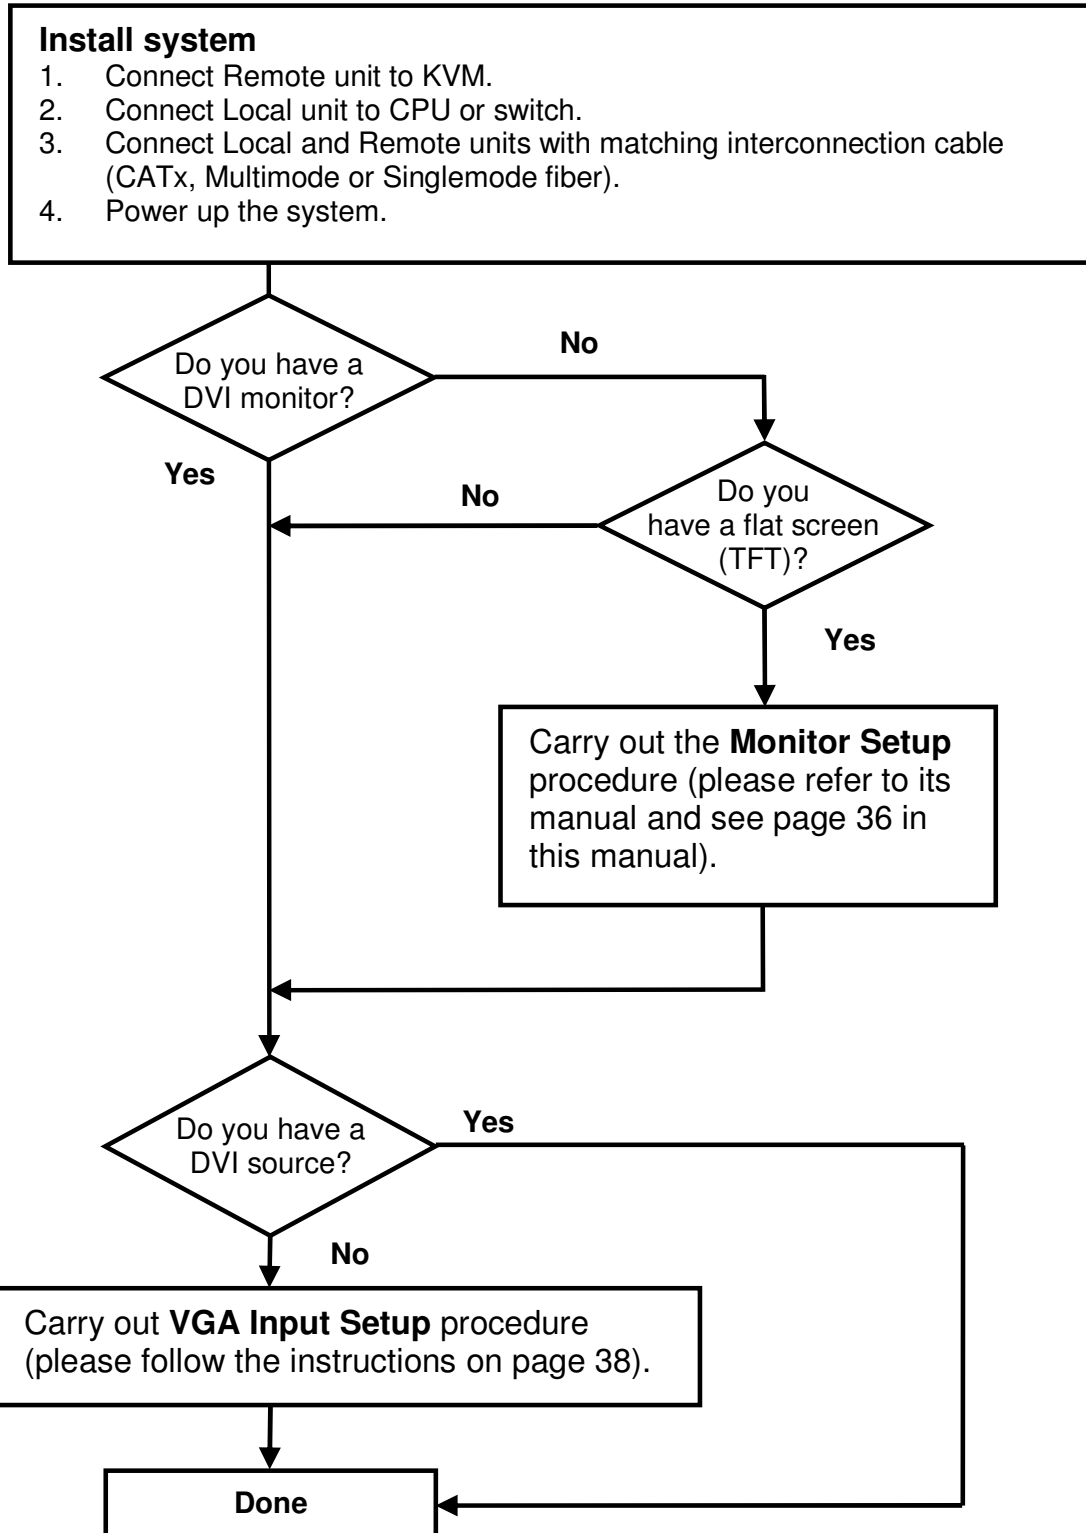 Install system
1. Connect Remote unit to KVM.
2. Connect Local unit to CPU or switch.
3. Connect Local and Remote units with matching interconnection cable
(CATx, Multimode or Singlemode fiber).
4. Power up the system.
Do you have a
DVI monitor?
No
Yes
Do you
have a flat screen
(TFT)?
No
Yes
Carry out the Monitor Setup
procedure (please refer to its
manual and see page 36 in
this manual).
Do you have a
DVI source?
Yes
No
Carry out VGA Input Setup procedure
(please follow the instructions on page 38).
Done